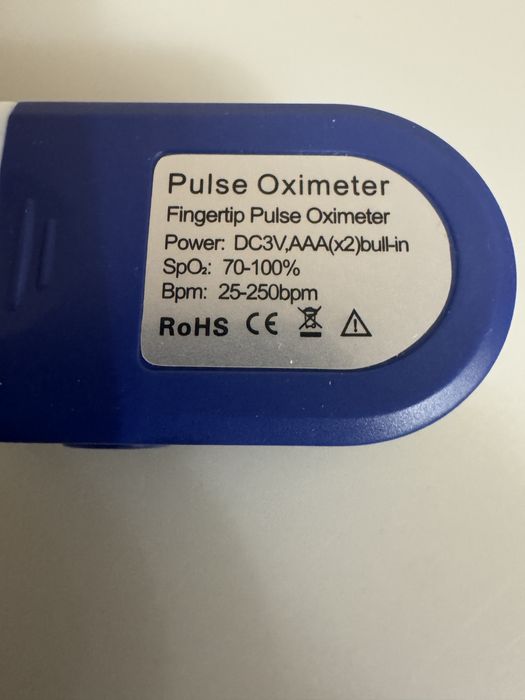 Pulse Oximeter
Fingertip Pulse Oximeter
Power: DC3V,AAA(x2)bull-in
SpO₂: 70-100%
Bpm: 25-250bpm
RoHS CE